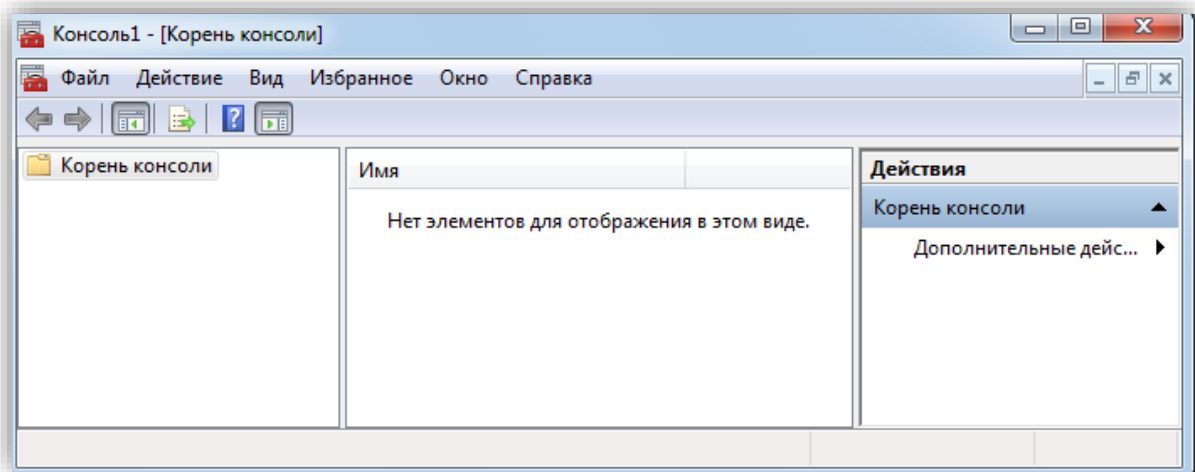 Консоль1 - [Корень консоли]
Файл Действие Вид Избранное Окно Справка
Корень консоли
Имя
Нет элементов для отображения в этом виде.
Действия
Корень консоли
Дополнительные дейс...